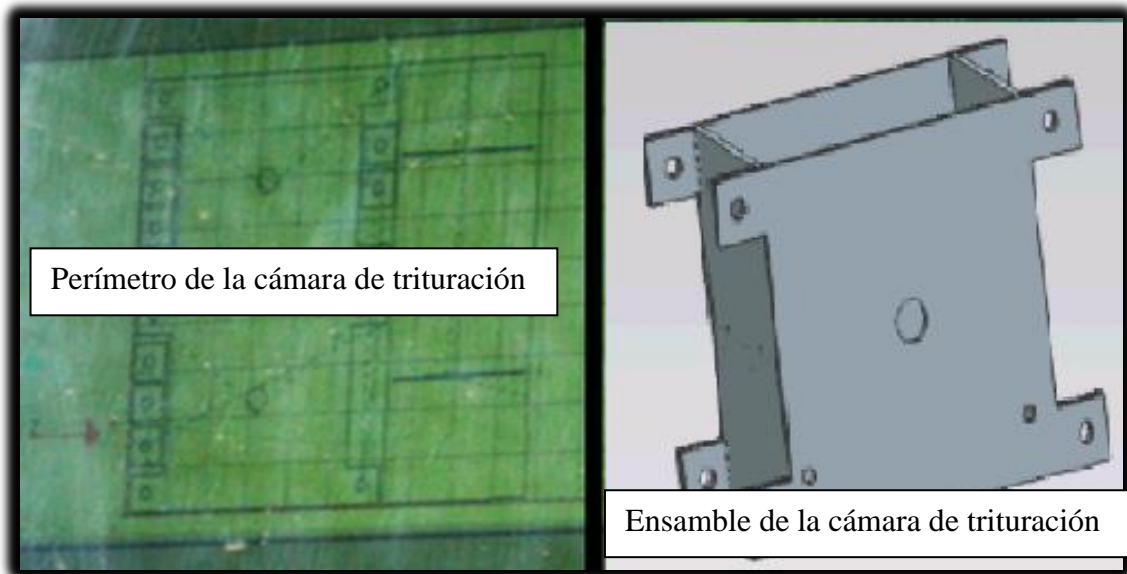 Perímetro de la cámara de trituración
Ensamble de la cámara de trituración